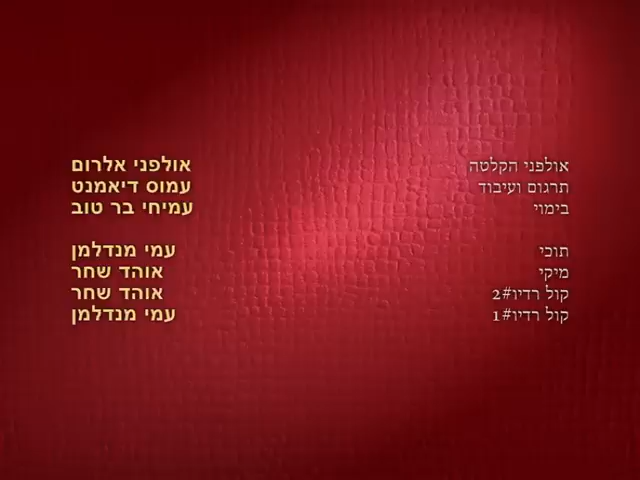 אולפני הקלטה אולפני אלרום
תרגום ועיבוד עמוס דיאמנט
בימוי עמיחי בר טוב
תוכי עמי מנדלמן
מיקי אוהד שחר
קול רדיו#2 אוהד שחר
קול רדיו#1 עמי מנדלמן